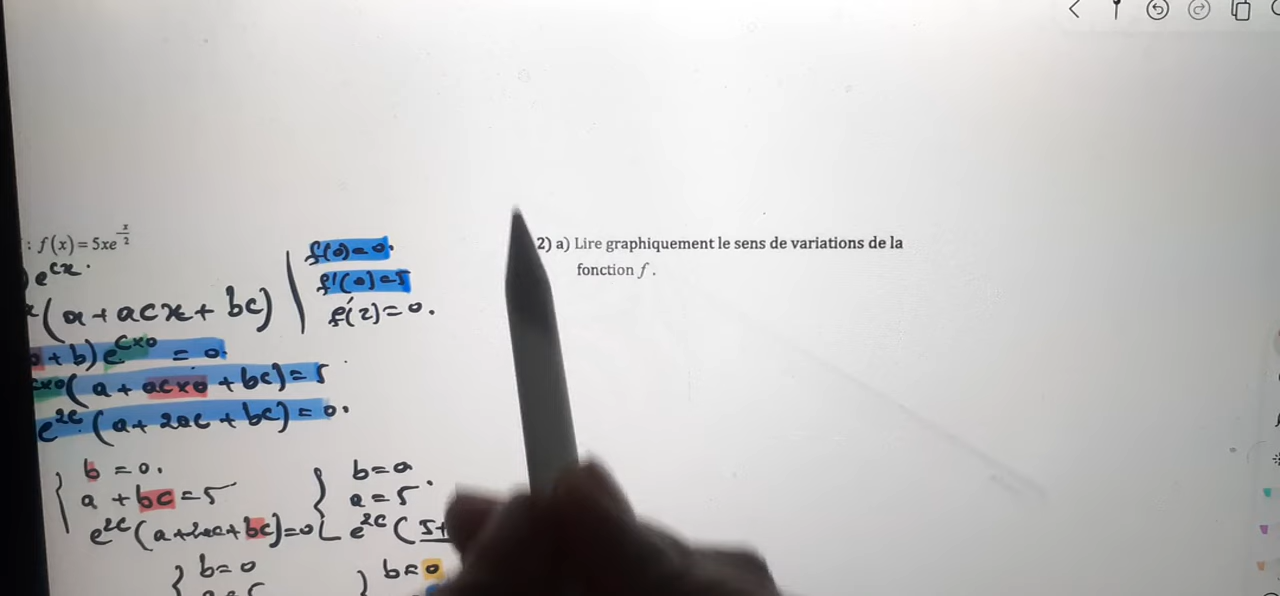 : f(x) = 5xe^{-x/2}
e^{cx}.
(a + acx + bc)
f(0) = 0.
f'(0) = 5
f'(2) = 0.
+ b) e^{c×0} = 0
(a + ac×0 + bc) = 5
e^{2c} (a + 2ac + bc) = 0.
b = 0.
a + bc = 5
e^{2c} (a + 2ac + bc) = 0
b = 0
a = 5.
e^{2c} ( 5+
b = 0
b = 0
2) a) Lire graphiquement le sens de variations de la
fonction f .